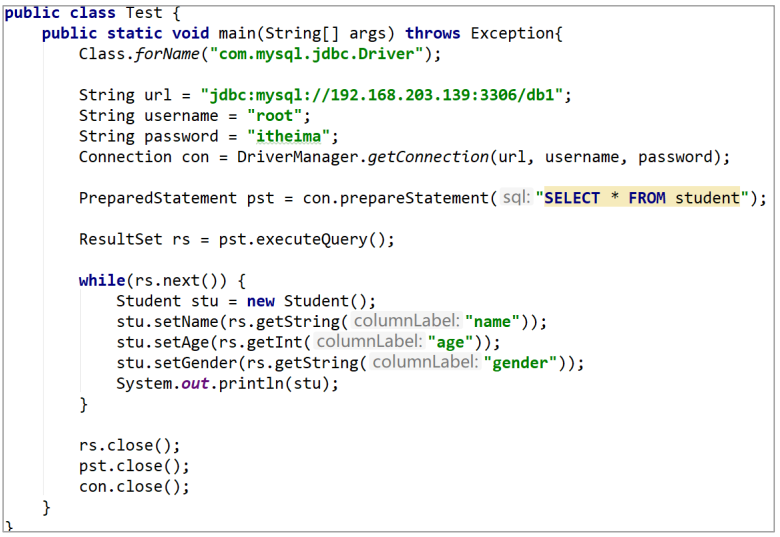 public class Test {
    public static void main(String[] args) throws Exception{
        Class.forName("com.mysql.jdbc.Driver");

        String url = "jdbc:mysql://192.168.203.139:3306/db1";
        String username = "root";
        String password = "itheima";
        Connection con = DriverManager.getConnection(url, username, password);

        PreparedStatement pst = con.prepareStatement( sql: "SELECT * FROM student");

        ResultSet rs = pst.executeQuery();

        while(rs.next()) {
            Student stu = new Student();
            stu.setName(rs.getString( columnLabel: "name"));
            stu.setAge(rs.getInt( columnLabel: "age"));
            stu.setGender(rs.getString( columnLabel: "gender"));
            System.out.println(stu);
        }

        rs.close();
        pst.close();
        con.close();
    }
}